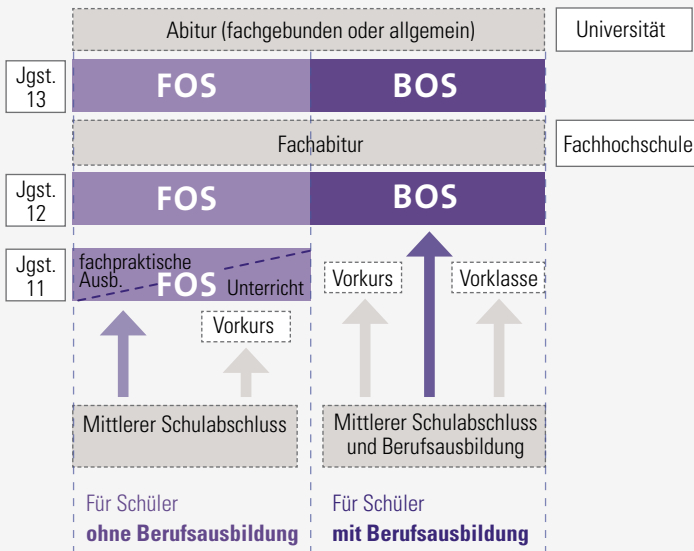 Abitur (fachgebunden oder allgemein)
Universität
Jgst.
13
FOS
BOS
Fachabitur
Fachhochschule
Jgst.
12
FOS
BOS
Jgst.
11
fachpraktische
Ausb.
FOS
Unterricht
Vorkurs
Vorklasse
Vorkurs
Mittlerer Schulabschluss
Mittlerer Schulabschluss
und Berufsausbildung
Für Schüler
ohne Berufsausbildung
Für Schüler
mit Berufsausbildung